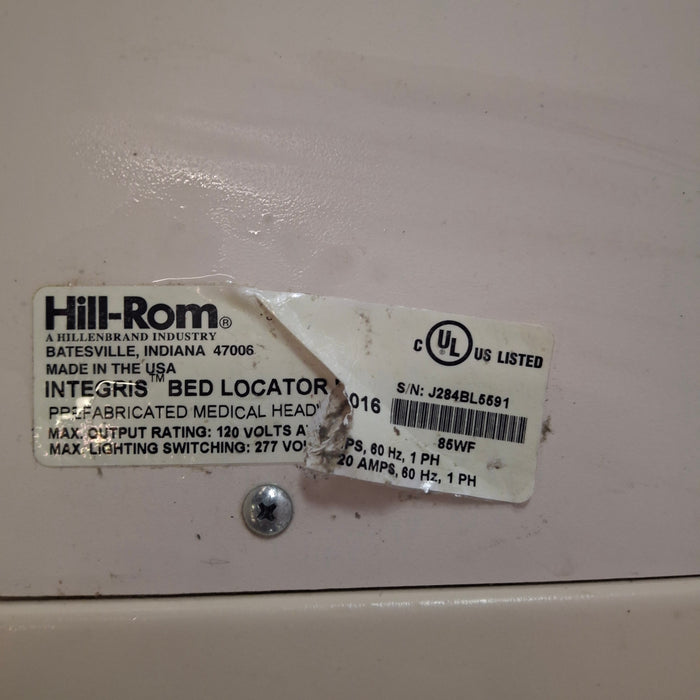 Hill-Rom®
A HILLENBRAND INDUSTRY
BATESVILLE, INDIANA 47006
MADE IN THE USA
INTEGRIS™ BED LOCATOR 016
PREFABRICATED MEDICAL
MAX. OUTPUT RATING: 120 VOLTS 60 Hz, 1 PH
MAX. LIGHTING SWITCHING: 277 20 AMPS, 60 Hz, 1 PH
C UL US LISTED
S/N: J284BL5591
85WF